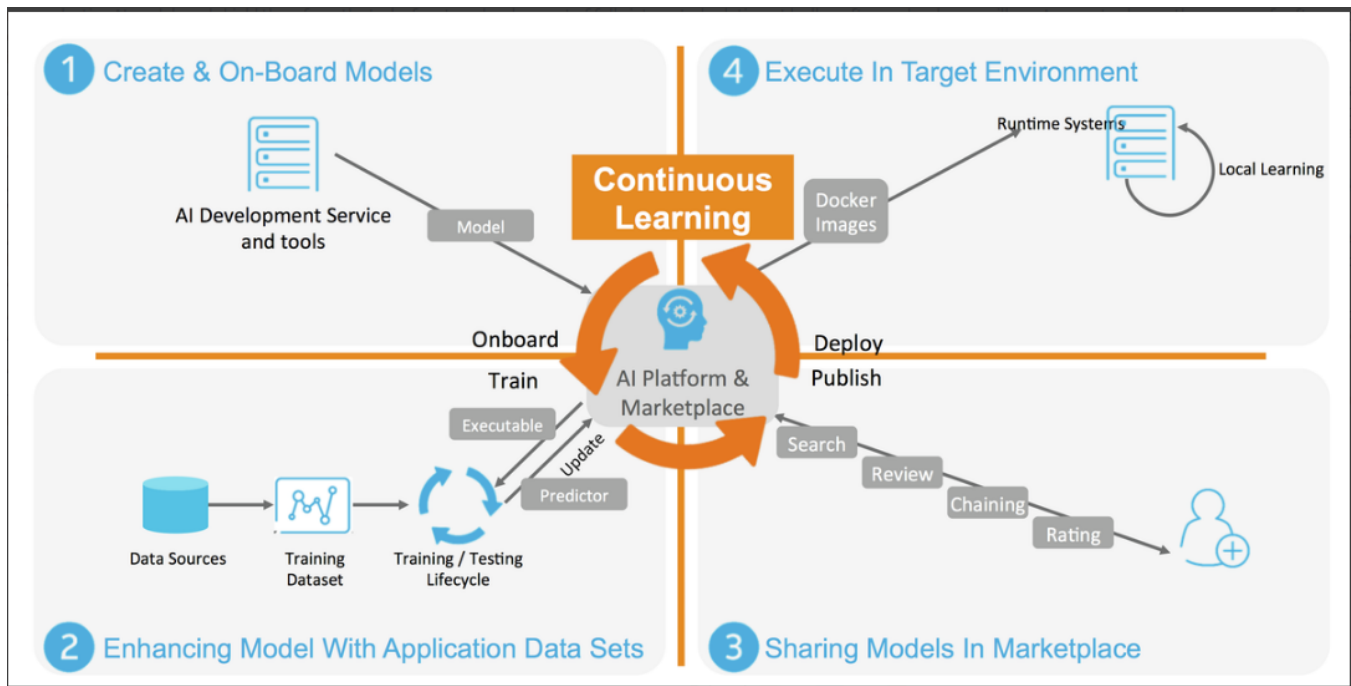 1 Create & On-Board Models
AI Development Service
and tools
Model
4 Execute In Target Environment
Runtime Systems
Local Learning
Docker
Images
Continuous
Learning
Onboard
Deploy
Train
Publish
AI Platform &
Marketplace
Executable
Update
Predictor
Data Sources
Training
Dataset
Training / Testing
Lifecycle
2 Enhancing Model With Application Data Sets
Search
Review
Chaining
Rating
3 Sharing Models In Marketplace